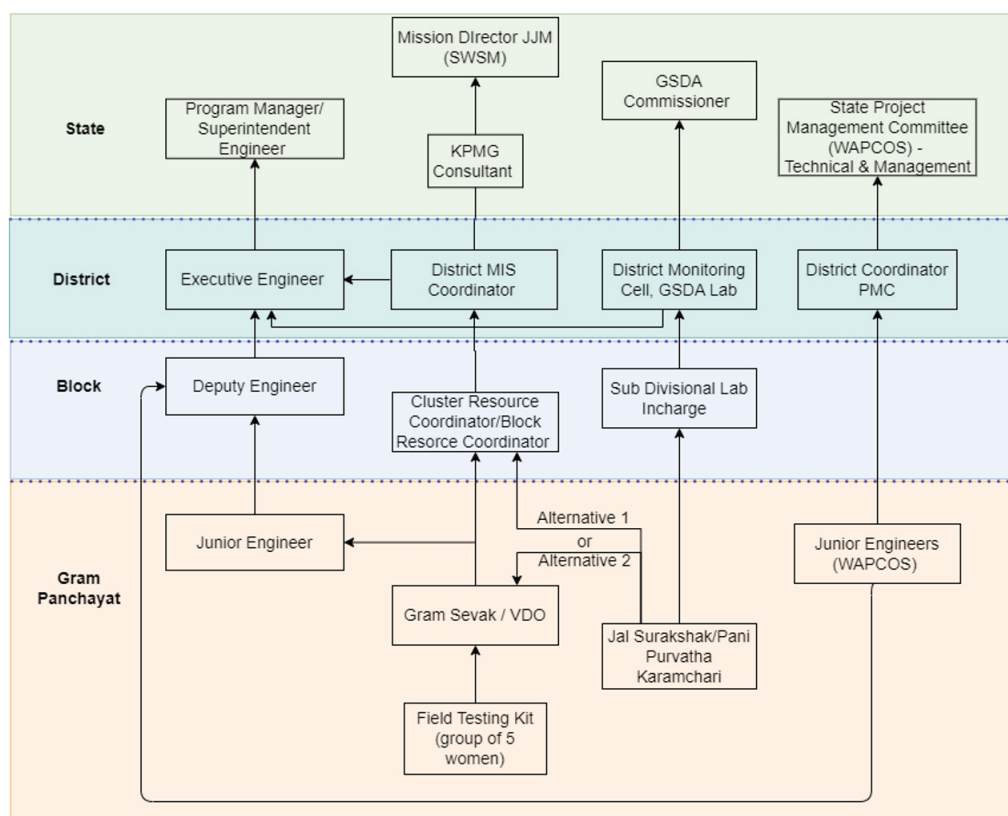 Mission DIrector JJM
(SWSM)
GSDA
Commissioner
State
Program Manager/
Superintendent
Engineer
KPMG
Consultant
State Project
Management Committee
(WAPCOS) -
Technical & Management
District
Executive Engineer
District MIS
Coordinator
District Monitoring
Cell, GSDA Lab
District Coordinator
PMC
Block
Deputy Engineer
Cluster Resource
Coordinator/Block
Resorce Coordinator
Sub Divisional Lab
Incharge
Gram
Panchayat
Junior Engineer
Alternative 1
or
Alternative 2
Junior Engineers
(WAPCOS)
Gram Sevak / VDO
Jal Surakshak/Pani
Purvatha
Karamchari
Field Testing Kit
(group of 5
women)